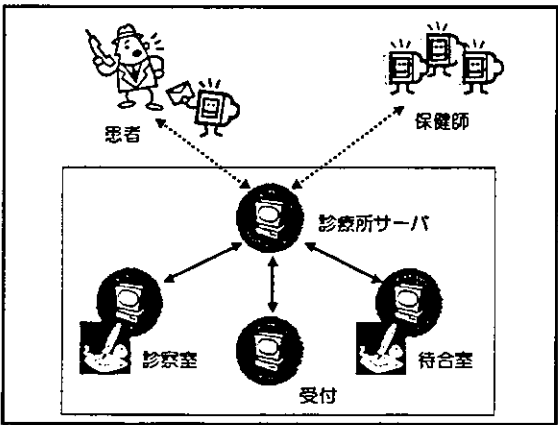 患者
保健師
診療所サーバ
診察室
待合室
受付